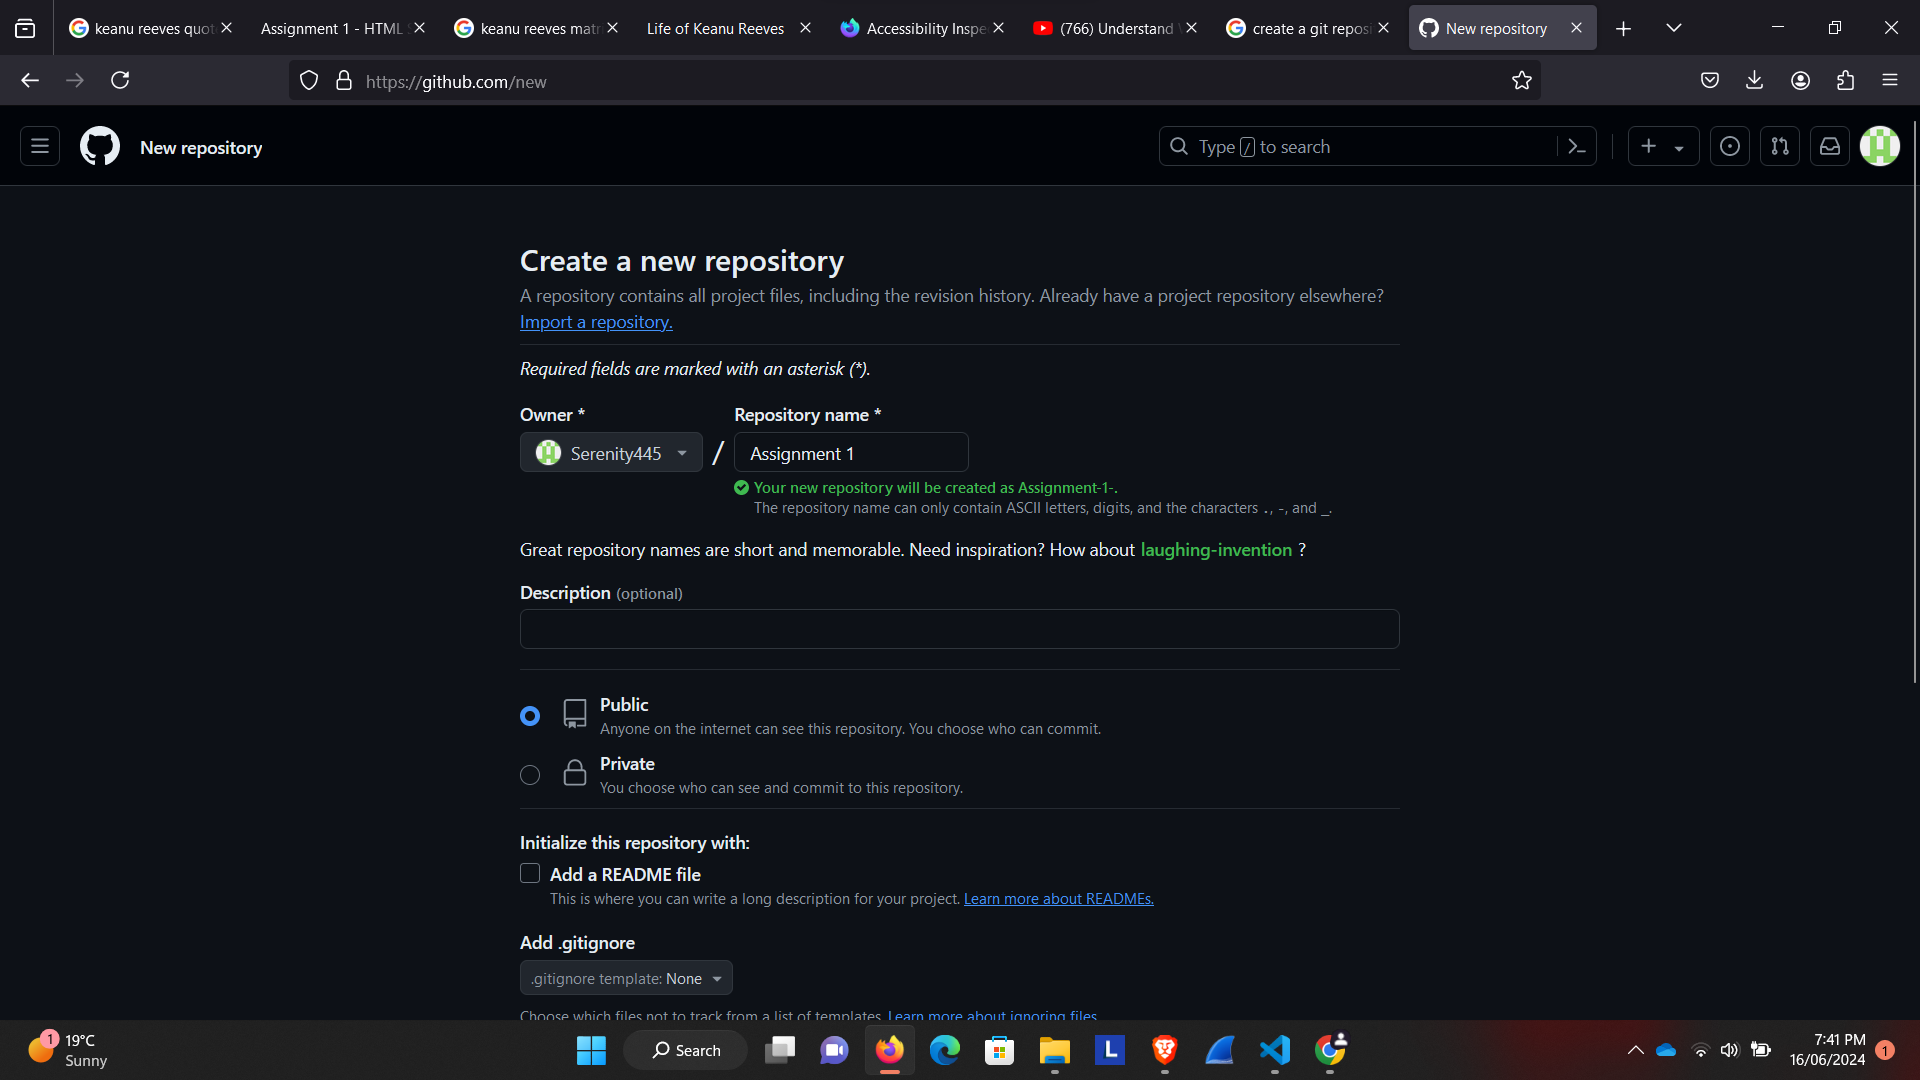 keanu reeves quot
Assignment 1 - HTML
keanu reeves matr
Life of Keanu Reeves
Accessibility Inspe
(766) Understand
create a git reposi
New repository
https://github.com/new
New repository
Type / to search
Create a new repository
A repository contains all project files, including the revision history. Already have a project repository elsewhere?
Import a repository.
Required fields are marked with an asterisk (*).
Owner * Repository name *
Serenity445 / Assignment 1
Your new repository will be created as Assignment-1-.
The repository name can only contain ASCII letters, digits, and the characters ., -, and _.
Great repository names are short and memorable. Need inspiration? How about laughing-invention ?
Description (optional)
Public
Anyone on the internet can see this repository. You choose who can commit.
Private
You choose who can see and commit to this repository.
Initialize this repository with:
Add a README file
This is where you can write a long description for your project. Learn more about READMEs.
Add .gitignore
.gitignore template: None
Choose which files not to track from a list of templates. Learn more about ignoring files.
1
19°C
Sunny
Search
L
7:41 PM
16/06/2024
1